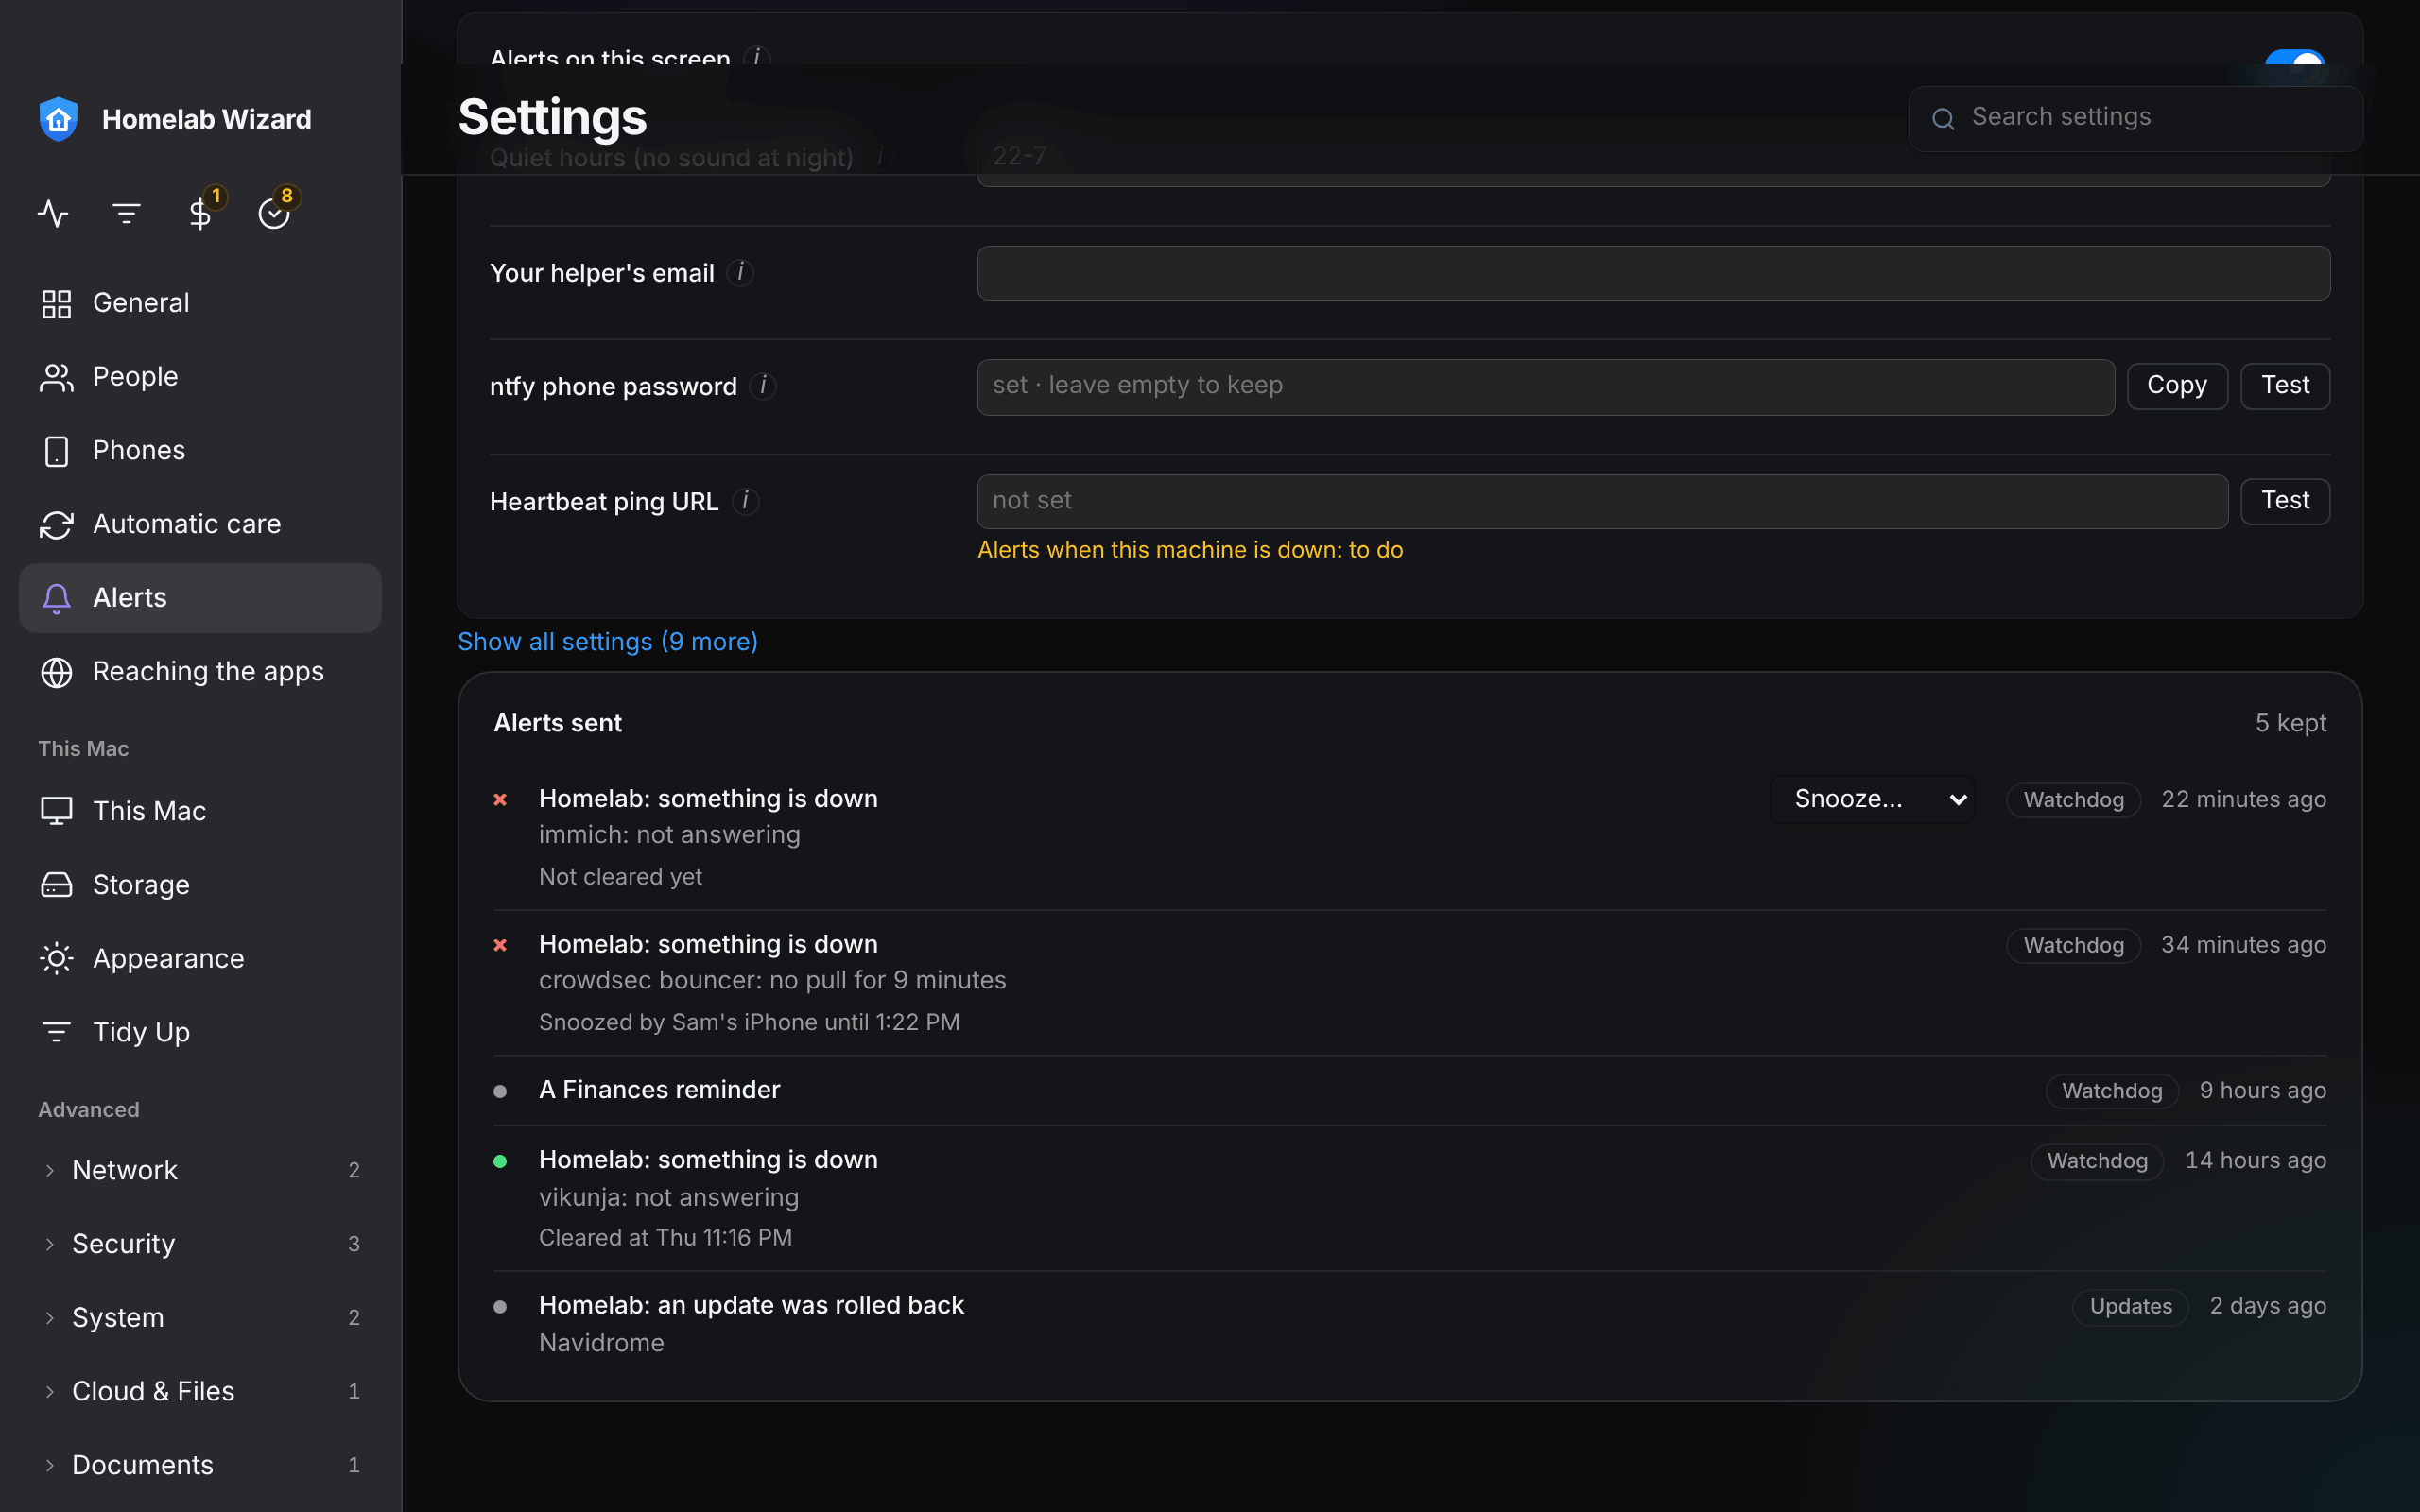 Homelab Wizard
1
8
General
People
Phones
Automatic care
Alerts
Reaching the apps
This Mac
This Mac
Storage
Appearance
Tidy Up
Advanced
Network 2
Security 3
System 2
Cloud & Files 1
Documents 1
Alerts on this screen i
Settings
Search settings
Quiet hours (no sound at night) i 22-7
Your helper's email i
ntfy phone password i set · leave empty to keep Copy Test
Heartbeat ping URL i not set Test
Alerts when this machine is down: to do
Show all settings (9 more)
Alerts sent 5 kept
Homelab: something is down Snooze... Watchdog 22 minutes ago
immich: not answering
Not cleared yet
Homelab: something is down Watchdog 34 minutes ago
crowdsec bouncer: no pull for 9 minutes
Snoozed by Sam's iPhone until 1:22 PM
A Finances reminder Watchdog 9 hours ago
Homelab: something is down Watchdog 14 hours ago
vikunja: not answering
Cleared at Thu 11:16 PM
Homelab: an update was rolled back Updates 2 days ago
Navidrome